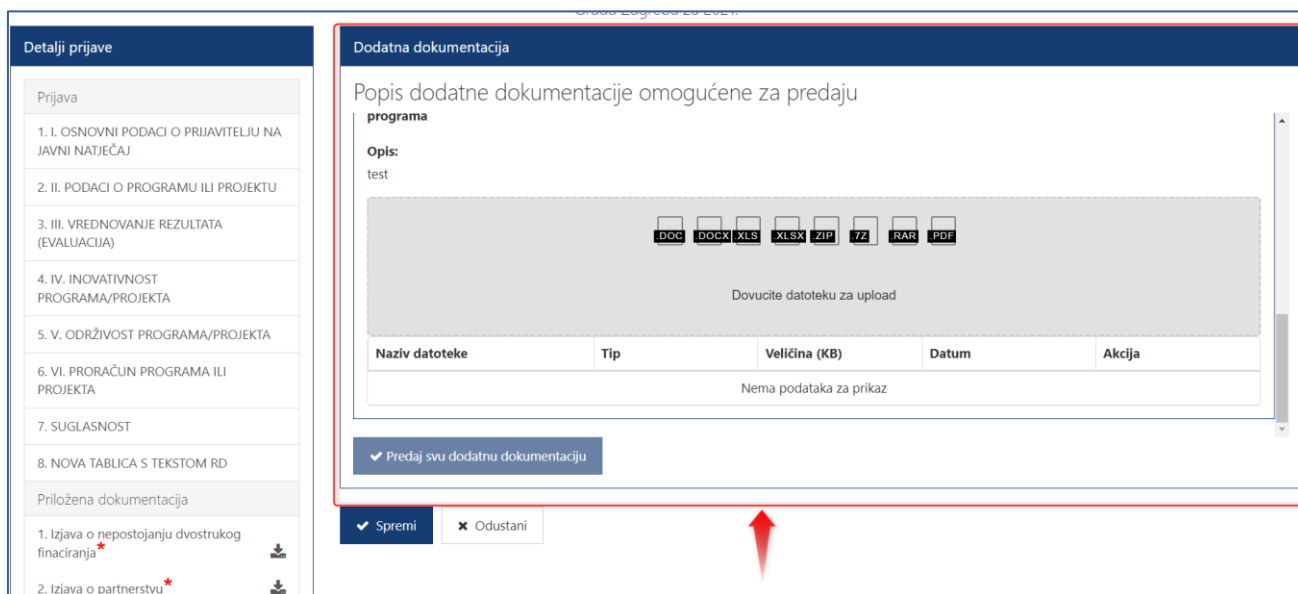 Grada Zagreba za 2021.
Detalji prijave
Prijava
1. I. OSNOVNI PODACI O PRIJAVITELJU NA
JAVNI NATJEČAJ
2. II. PODACI O PROGRAMU ILI PROJEKTU
3. III. VREDNOVANJE REZULTATA
(EVALUACIJA)
4. IV. INOVATIVNOST
PROGRAMA/PROJEKTA
5. V. ODRŽIVOST PROGRAMA/PROJEKTA
6. VI. PRORAČUN PROGRAMA ILI
PROJEKTA
7. SUGLASNOST
8. NOVA TABLICA S TEKSTOM RD
Priložena dokumentacija
1. Izjava o nepostojanju dvostrukog
finaciranja*
2. Izjava o partnerstvu*
Dodatna dokumentacija
Popis dodatne dokumentacije omogućene za predaju
programa
Opis:
test
.DOC .DOCX .XLS .XLSX .ZIP .7Z .RAR .PDF
Dovucite datoteku za upload
Naziv datoteke Tip Veličina (KB) Datum Akcija
Nema podataka za prikaz
Predaj svu dodatnu dokumentaciju
Spremi Odustani